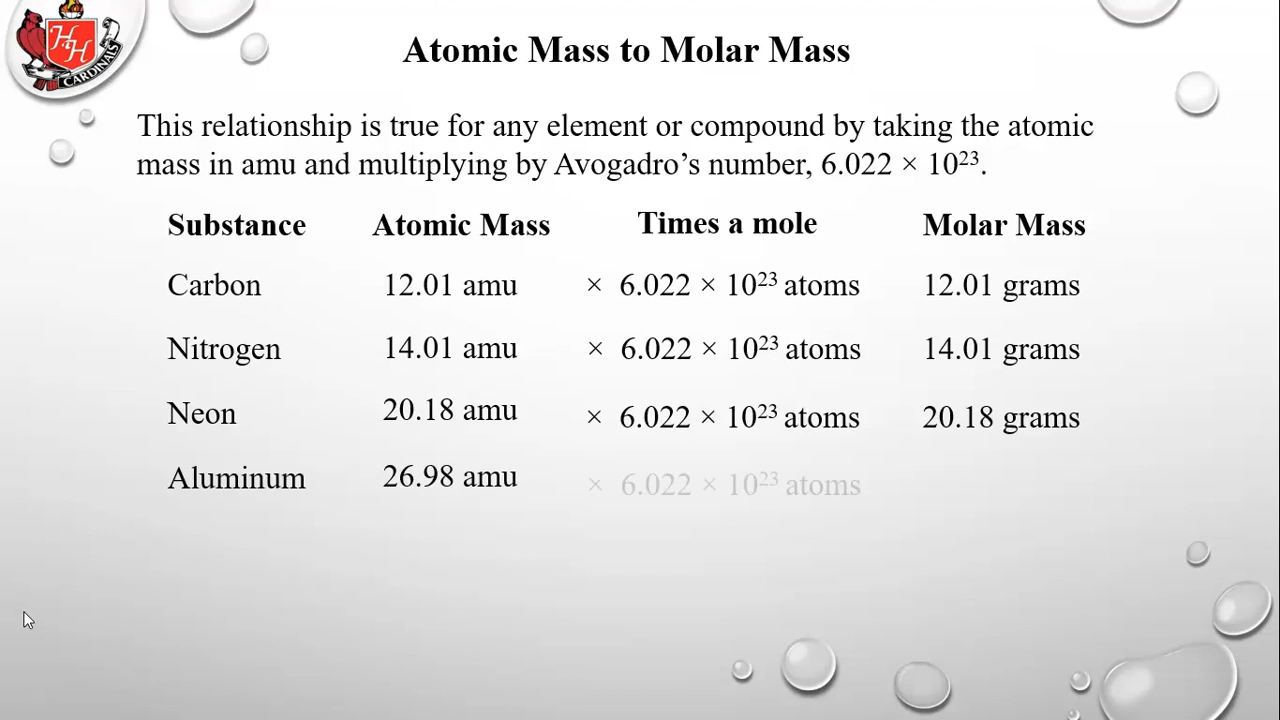 HH
CARDINALS
Atomic Mass to Molar Mass
This relationship is true for any element or compound by taking the atomic
mass in amu and multiplying by Avogadro’s number, 6.022 × 10²³.
Substance Atomic Mass Times a mole Molar Mass
Carbon 12.01 amu × 6.022 × 10²³ atoms 12.01 grams
Nitrogen 14.01 amu × 6.022 × 10²³ atoms 14.01 grams
Neon 20.18 amu × 6.022 × 10²³ atoms 20.18 grams
Aluminum 26.98 amu × 6.022 × 10²³ atoms